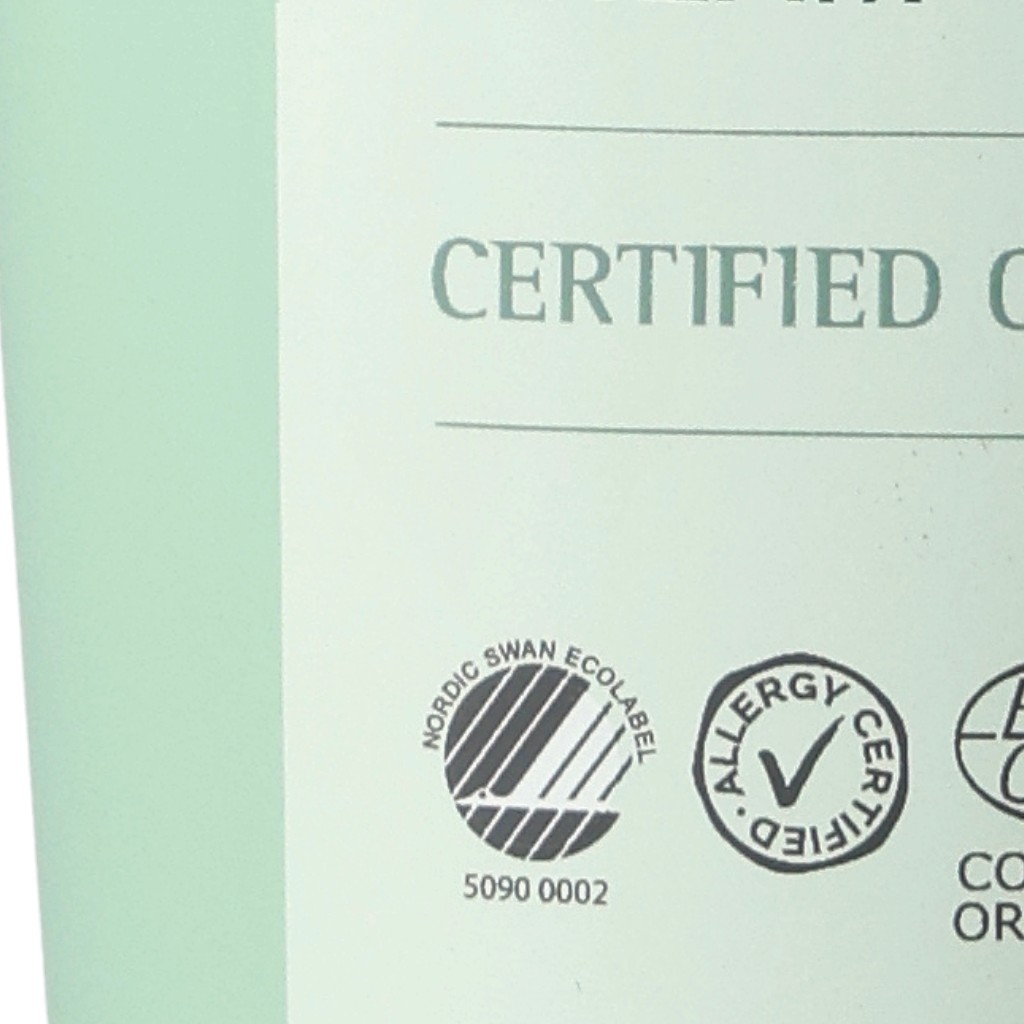 CERTIFIED
NORDIC SWAN ECOLABEL
5090 0002
ALLERGY CERTIFIED ·